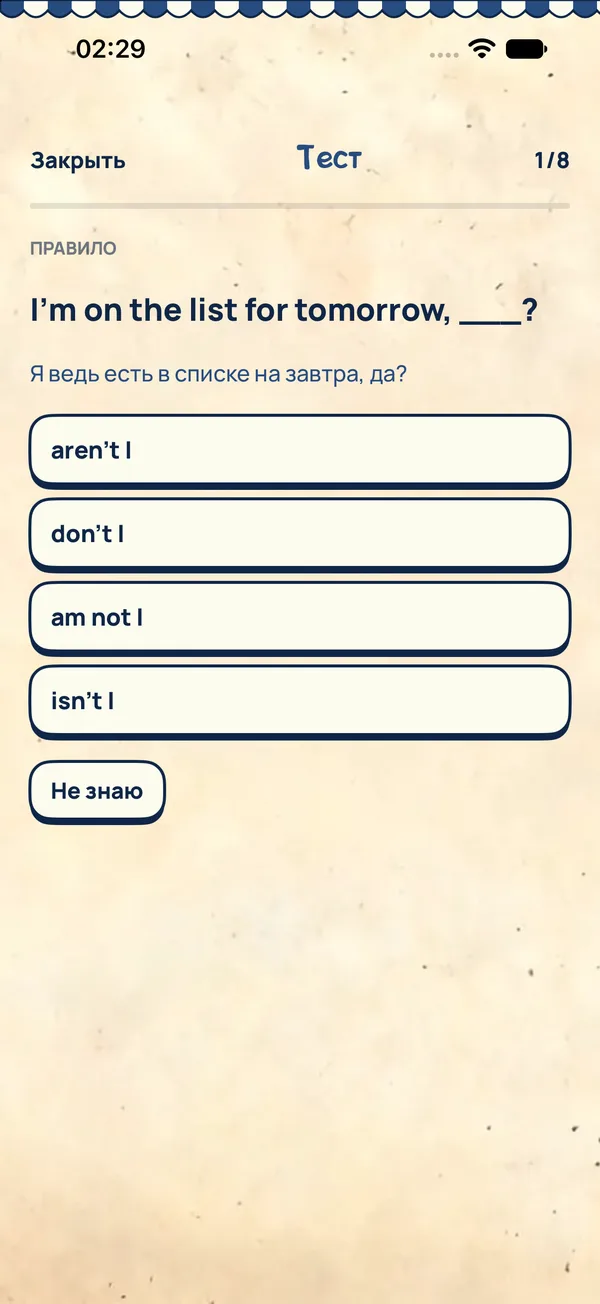 02:29
Закрыть
Тест
1/8
ПРАВИЛО
I’m on the list for tomorrow, ____?
Я ведь есть в списке на завтра, да?
aren’t I
don’t I
am not I
isn’t I
Не знаю